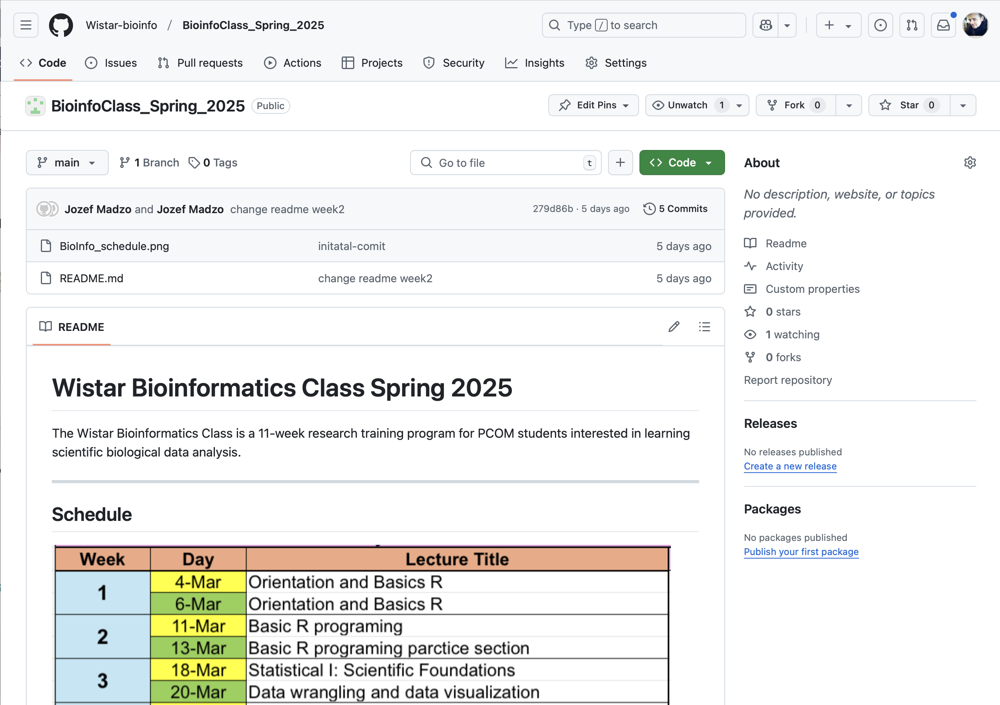 Wistar-bioinfo / BioinfoClass_Spring_2025
Type / to search
Code Issues Pull requests Actions Projects Security Insights Settings
BioinfoClass_Spring_2025 Public
Edit Pins Unwatch 1 Fork 0 Star 0
main 1 Branch 0 Tags
Go to file t
Code
Jozef Madzo and Jozef Madzo change readme week2 279d86b · 5 days ago 5 Commits
BioInfo_schedule.png initatal-comit 5 days ago
README.md change readme week2 5 days ago
README
Wistar Bioinformatics Class Spring 2025
The Wistar Bioinformatics Class is a 11-week research training program for PCOM students interested in learning
scientific biological data analysis.
Schedule
Week Day Lecture Title
1 4-Mar Orientation and Basics R
6-Mar Orientation and Basics R
2 11-Mar Basic R programing
13-Mar Basic R programing parctice section
3 18-Mar Statistical I: Scientific Foundations
20-Mar Data wrangling and data visualization
About
No description, website, or topics
provided.
Readme
Activity
Custom properties
0 stars
1 watching
0 forks
Report repository
Releases
No releases published
Create a new release
Packages
No packages published
Publish your first package